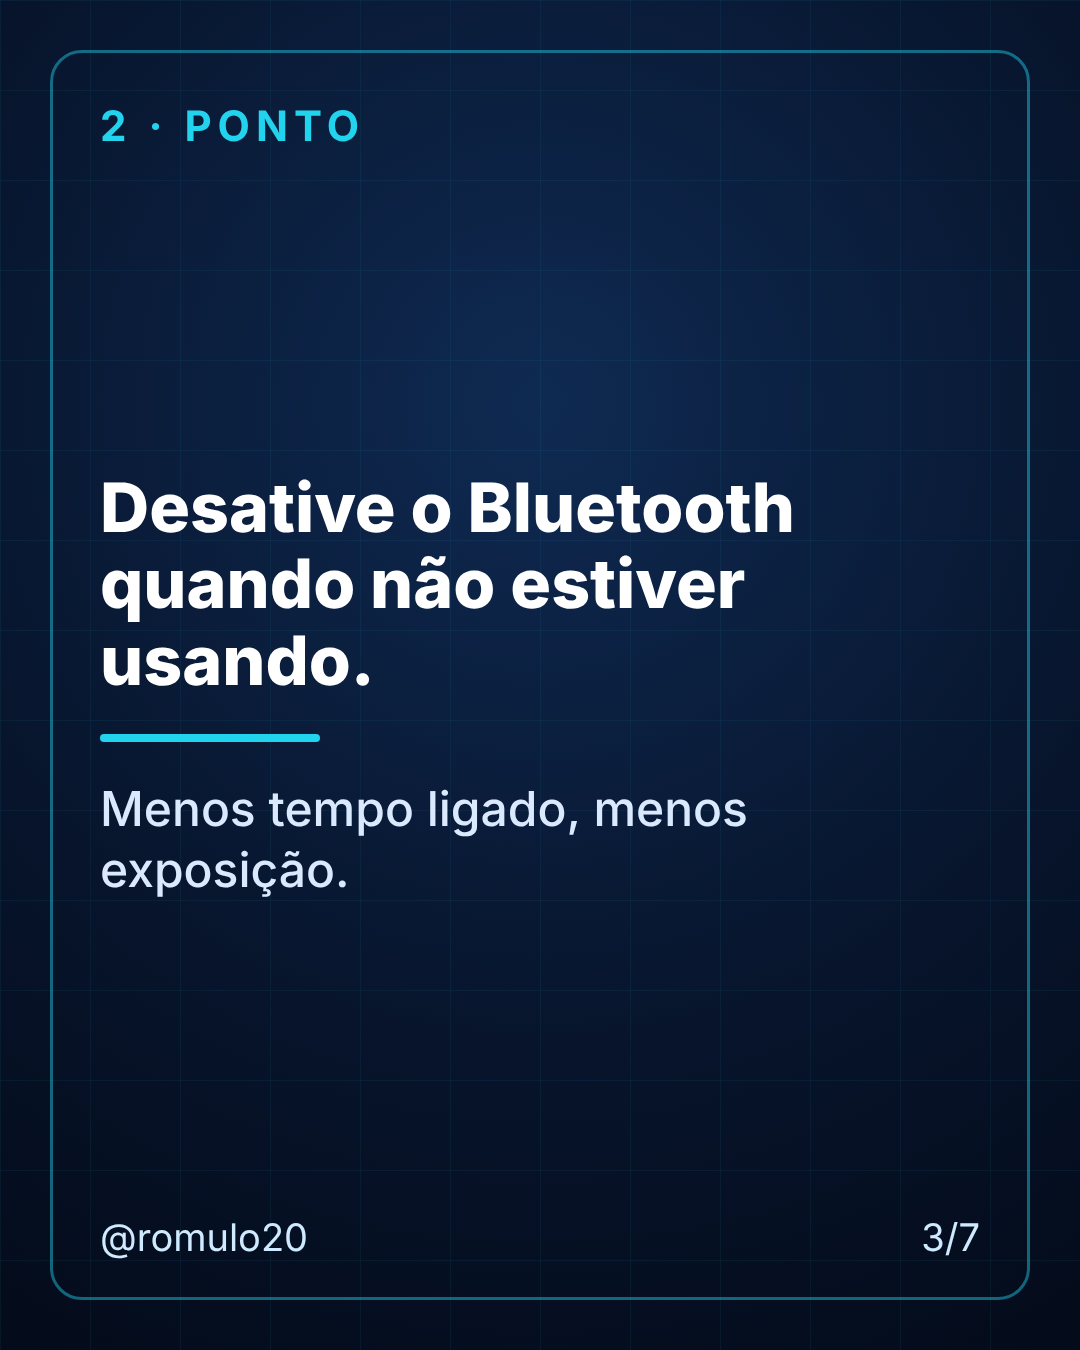 2 · PONTO
Desative o Bluetooth
quando não estiver
usando.
Menos tempo ligado, menos
exposição.
@romulo20
3/7